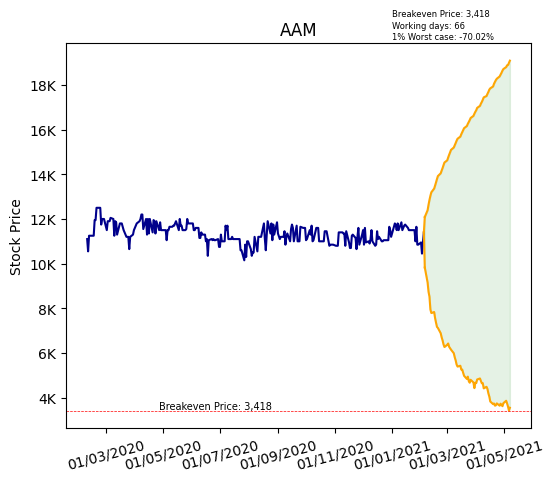 Breakeven Price: 3,418
Working days: 66
1% Worst case: -70.02%
AAM
Stock Price
18K
16K
14K
12K
10K
8K
6K
4K
Breakeven Price: 3,418
01/03/2020
01/05/2020
01/07/2020
01/09/2020
01/11/2020
01/01/2021
01/03/2021
01/05/2021